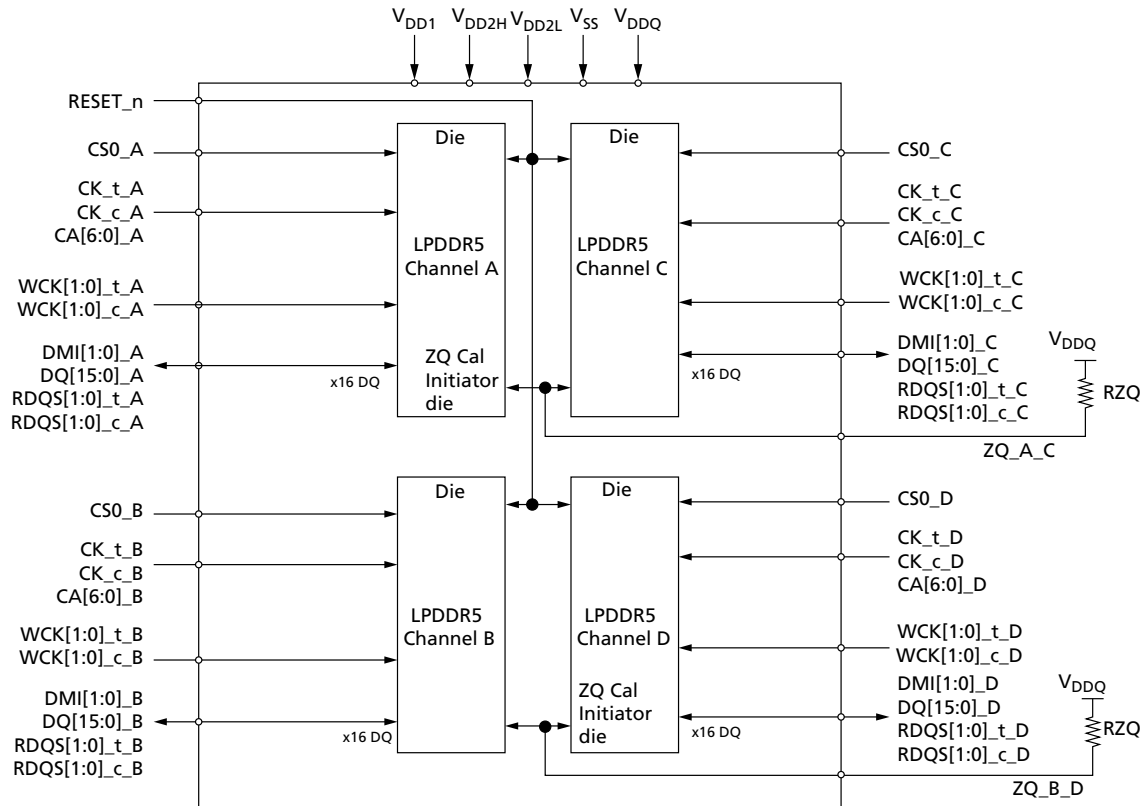 VDD1 VDD2H VDD2L VSS VDDQ
RESET_n
CS0_A
CK_t_A
CK_c_A
CA[6:0]_A
WCK[1:0]_t_A
WCK[1:0]_c_A
DMI[1:0]_A
DQ[15:0]_A
RDQS[1:0]_t_A
RDQS[1:0]_c_A
Die
LPDDR5
Channel A
ZQ Cal
Initiator
die
x16 DQ
Die
LPDDR5
Channel C
x16 DQ
CS0_C
CK_t_C
CK_c_C
CA[6:0]_C
WCK[1:0]_t_C
WCK[1:0]_c_C
DMI[1:0]_C
DQ[15:0]_C
RDQS[1:0]_t_C
RDQS[1:0]_c_C
VDDQ
RZQ
ZQ_A_C
CS0_B
CK_t_B
CK_c_B
CA[6:0]_B
WCK[1:0]_t_B
WCK[1:0]_c_B
DMI[1:0]_B
DQ[15:0]_B
RDQS[1:0]_t_B
RDQS[1:0]_c_B
Die
LPDDR5
Channel B
x16 DQ
Die
LPDDR5
Channel D
ZQ Cal
Initiator
die
x16 DQ
CS0_D
CK_t_D
CK_c_D
CA[6:0]_D
WCK[1:0]_t_D
WCK[1:0]_c_D
DMI[1:0]_D
DQ[15:0]_D
RDQS[1:0]_t_D
RDQS[1:0]_c_D
VDDQ
RZQ
ZQ_B_D